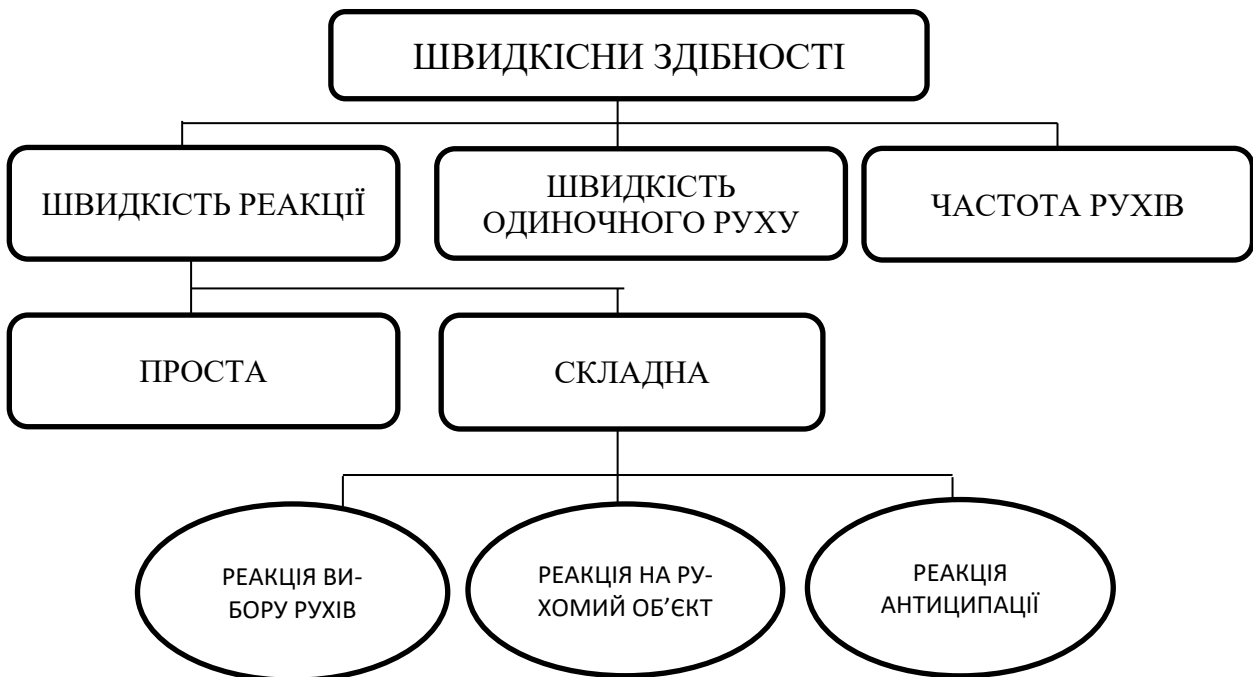 ШВИДКІСНИ ЗДІБНОСТІ
ШВИДКІСТЬ РЕАКЦІЇ
ШВИДКІСТЬ
ОДИНОЧНОГО РУХУ
ЧАСТОТА РУХІВ
ПРОСТА
СКЛАДНА
РЕАКЦІЯ ВИ-
БОРУ РУХІВ
РЕАКЦІЯ НА РУ-
ХОМИЙ ОБ’ЄКТ
РЕАКЦІЯ
АНТИЦИПАЦІЇ